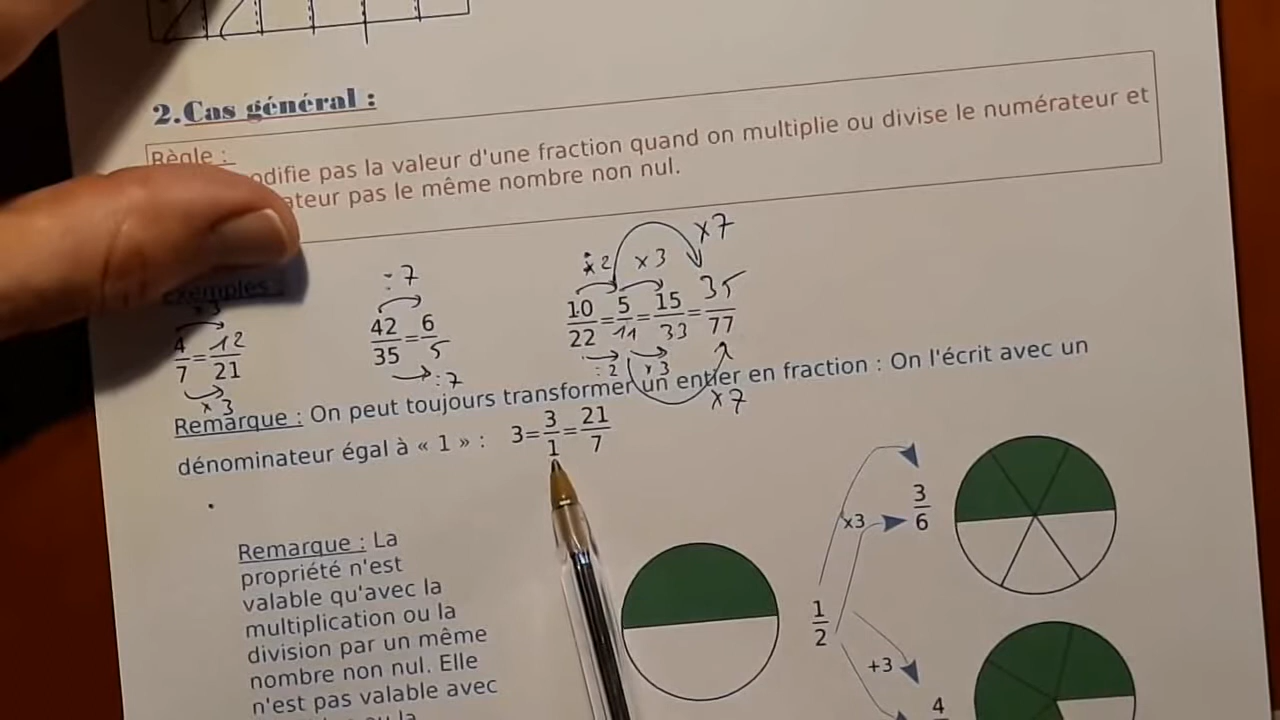 2.Cas général :
Règle :
odifie pas la valeur d'une fraction quand on multiplie ou divise le numérateur et
ateur pas le même nombre non nul.
exemples :
×3
4/7=12/21
×3
:7
42/35=6/5
:7
×7
:2 ×3
10/22=5/11=15/33=35/77
:2 ×3
×7
Remarque : On peut toujours transformer un entier en fraction : On l'écrit avec un
dénominateur égal à « 1 » : 3=3/1=21/7
Remarque : La
propriété n'est
valable qu'avec la
multiplication ou la
division par un même
nombre non nul. Elle
n'est pas valable avec
ou la
1/2
×3
3/6
+3
4